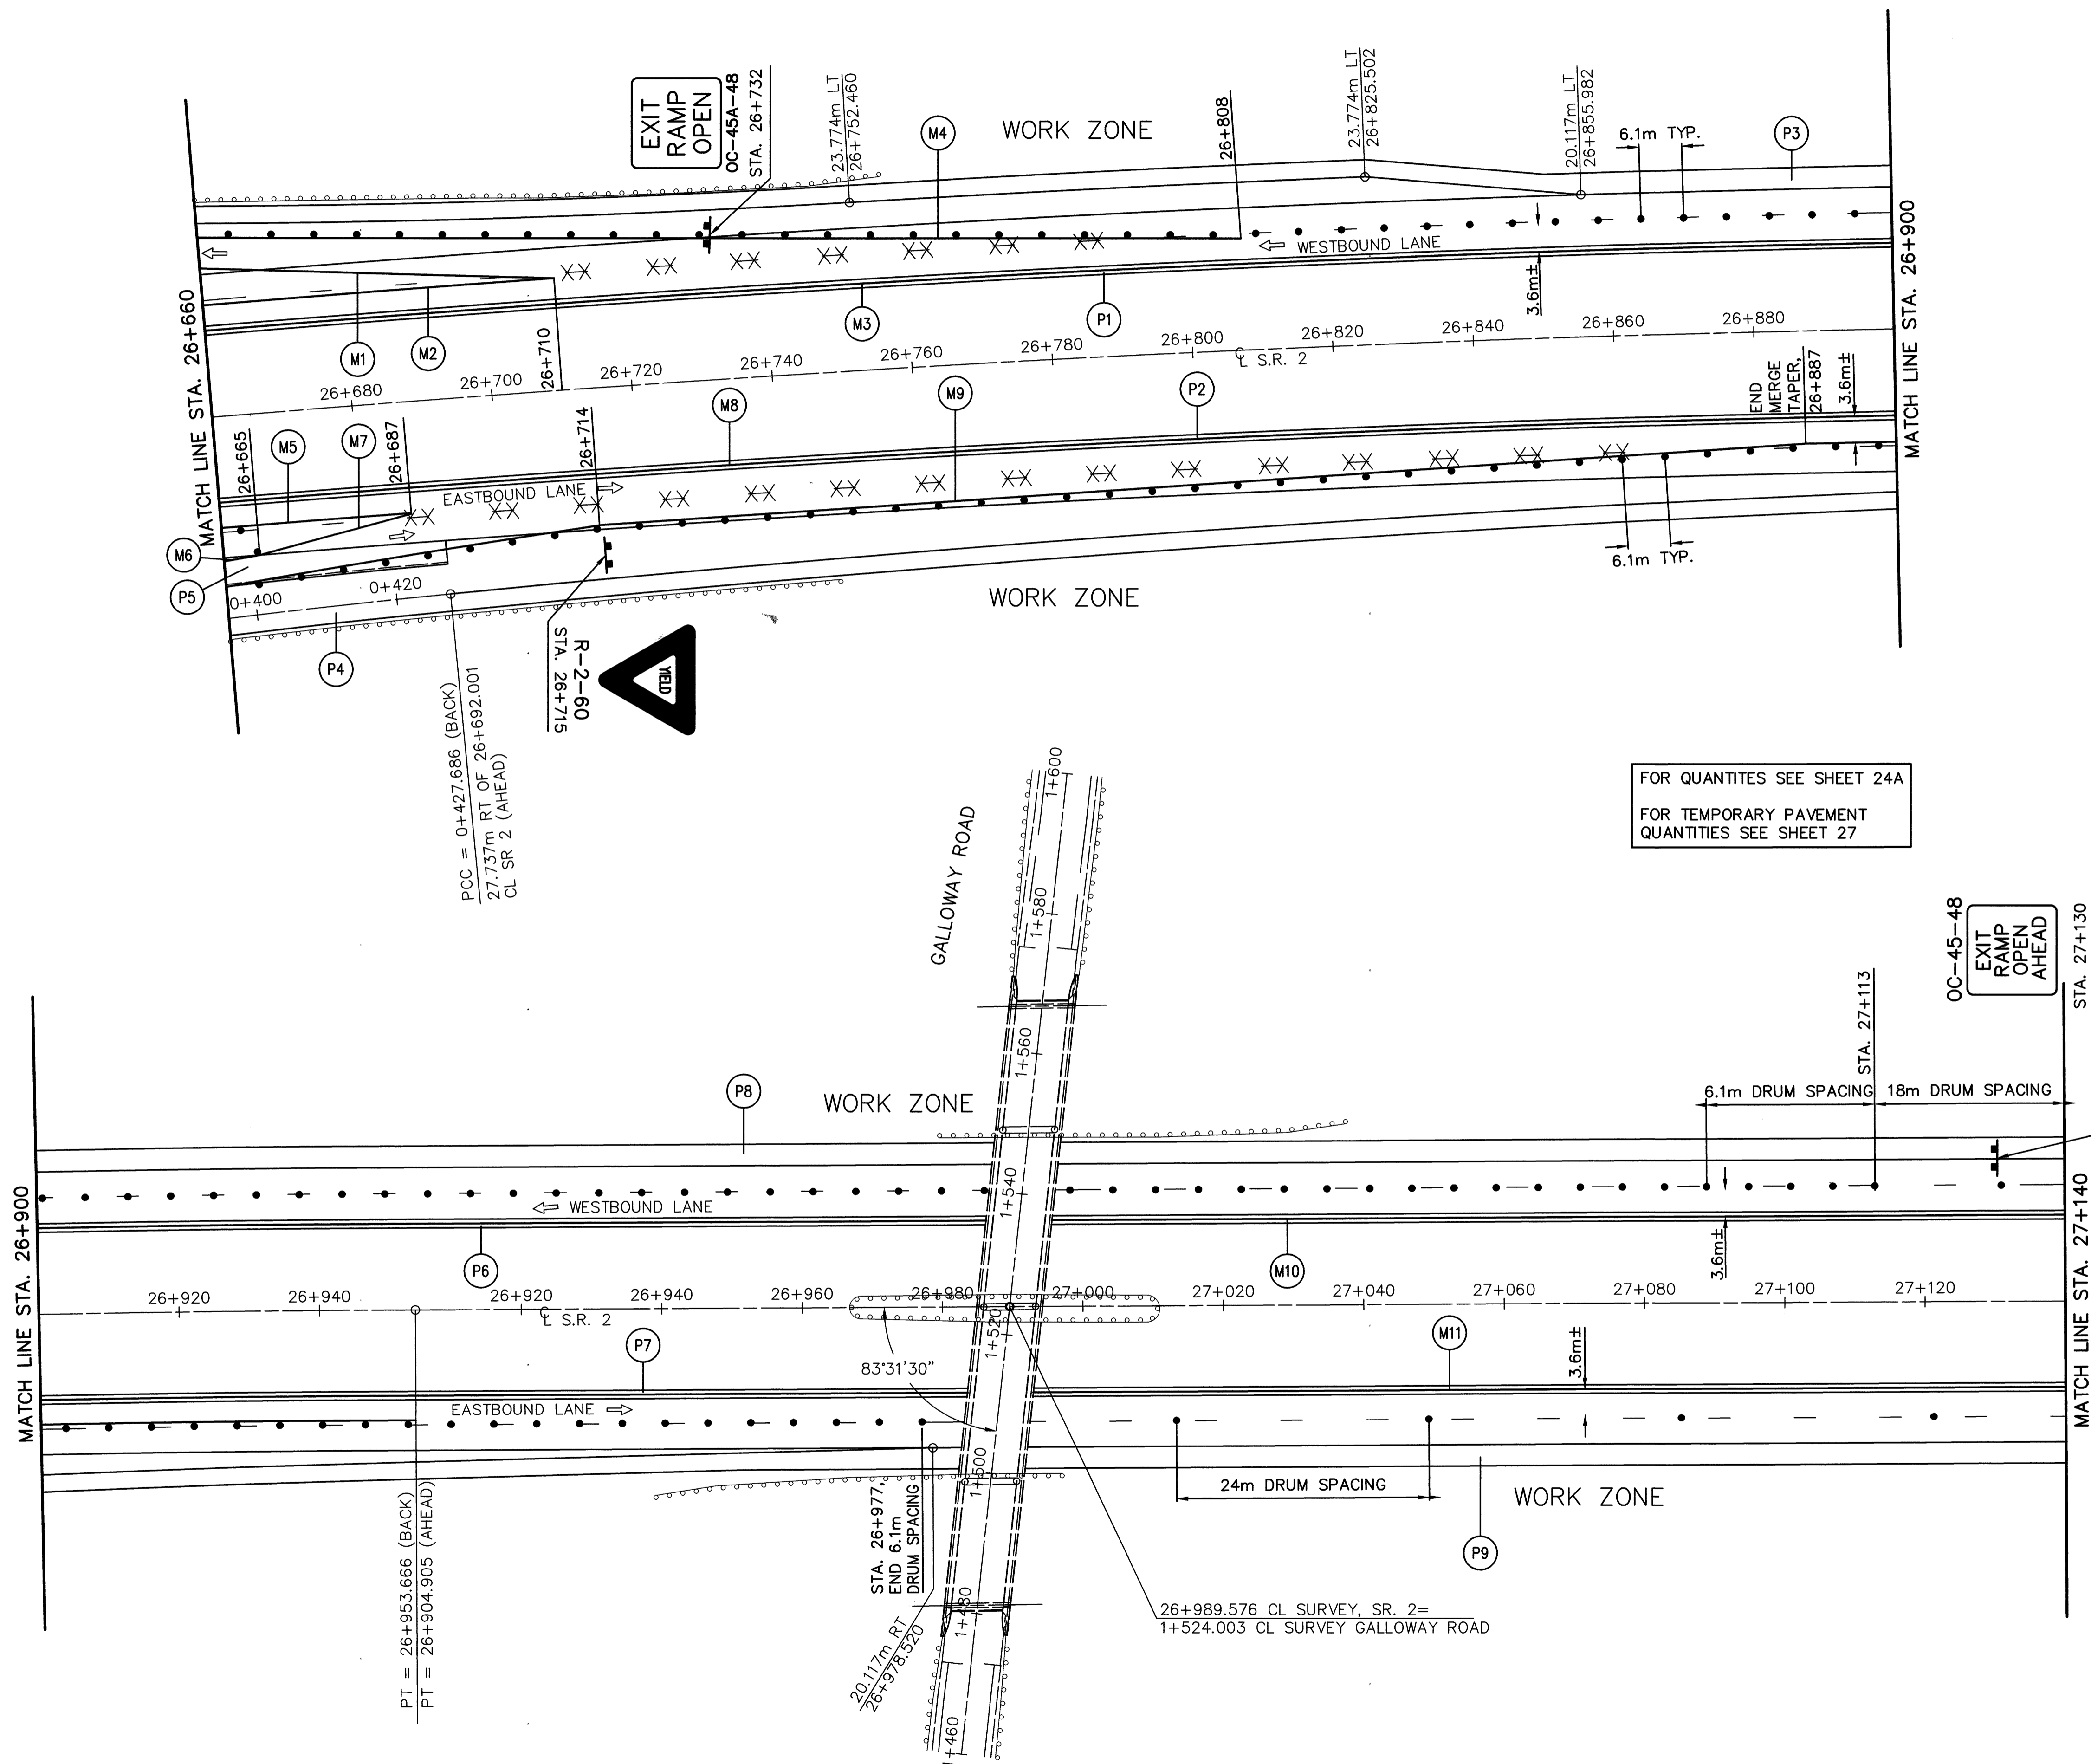 EXIT
RAMP
OPEN
OC-45A-48
STA. 26+732
23.774m LT
26+752.460
M4
WORK ZONE
26+808
23.774m LT
26+825.502
20.117m LT
26+855.982
6.1m TYP.
P3
MATCH LINE STA. 26+660
WESTBOUND LANE
3.6m±
M1
M2
26+710
M3
P1
26+680
26+700
26+720
26+740
26+760
26+780
26+800
℄ S.R. 2
26+820
26+840
26+860
26+880
MATCH LINE STA. 26+900
26+665
M5
M7
26+687
26+714
M8
M9
P2
END
MERGE
TAPER,
26+887
3.6m±
EASTBOUND LANE
M6
P5
0+400
0+420
P4
6.1m TYP.
WORK ZONE
R-2-60
STA. 26+715
YIELD
PCC = 0+427.686 (BACK)
27.737m RT OF 26+692.001
CL SR 2 (AHEAD)
FOR QUANTITES SEE SHEET 24A
FOR TEMPORARY PAVEMENT
QUANTITIES SEE SHEET 27
GALLOWAY ROAD
1+600
1+580
1+560
1+540
1+520
1+500
1+480
1+460
OC-45-48
EXIT
RAMP
OPEN
AHEAD
STA. 27+130
STA. 27+113
6.1m DRUM SPACING
18m DRUM SPACING
P8
WORK ZONE
MATCH LINE STA. 26+900
WESTBOUND LANE
P6
M10
3.6m±
26+920
26+940
26+920
℄ S.R. 2
26+940
26+960
26+980
27+000
27+020
27+040
27+060
27+080
27+100
27+120
MATCH LINE STA. 27+140
P7
83°31'30"
M11
3.6m±
EASTBOUND LANE
24m DRUM SPACING
WORK ZONE
P9
PT = 26+953.666 (BACK)
PT = 26+904.905 (AHEAD)
STA. 26+977,
END 6.1m
DRUM SPACING
20.117m RT
26+978.520
26+989.576 CL SURVEY, SR. 2=
1+524.003 CL SURVEY GALLOWAY ROAD